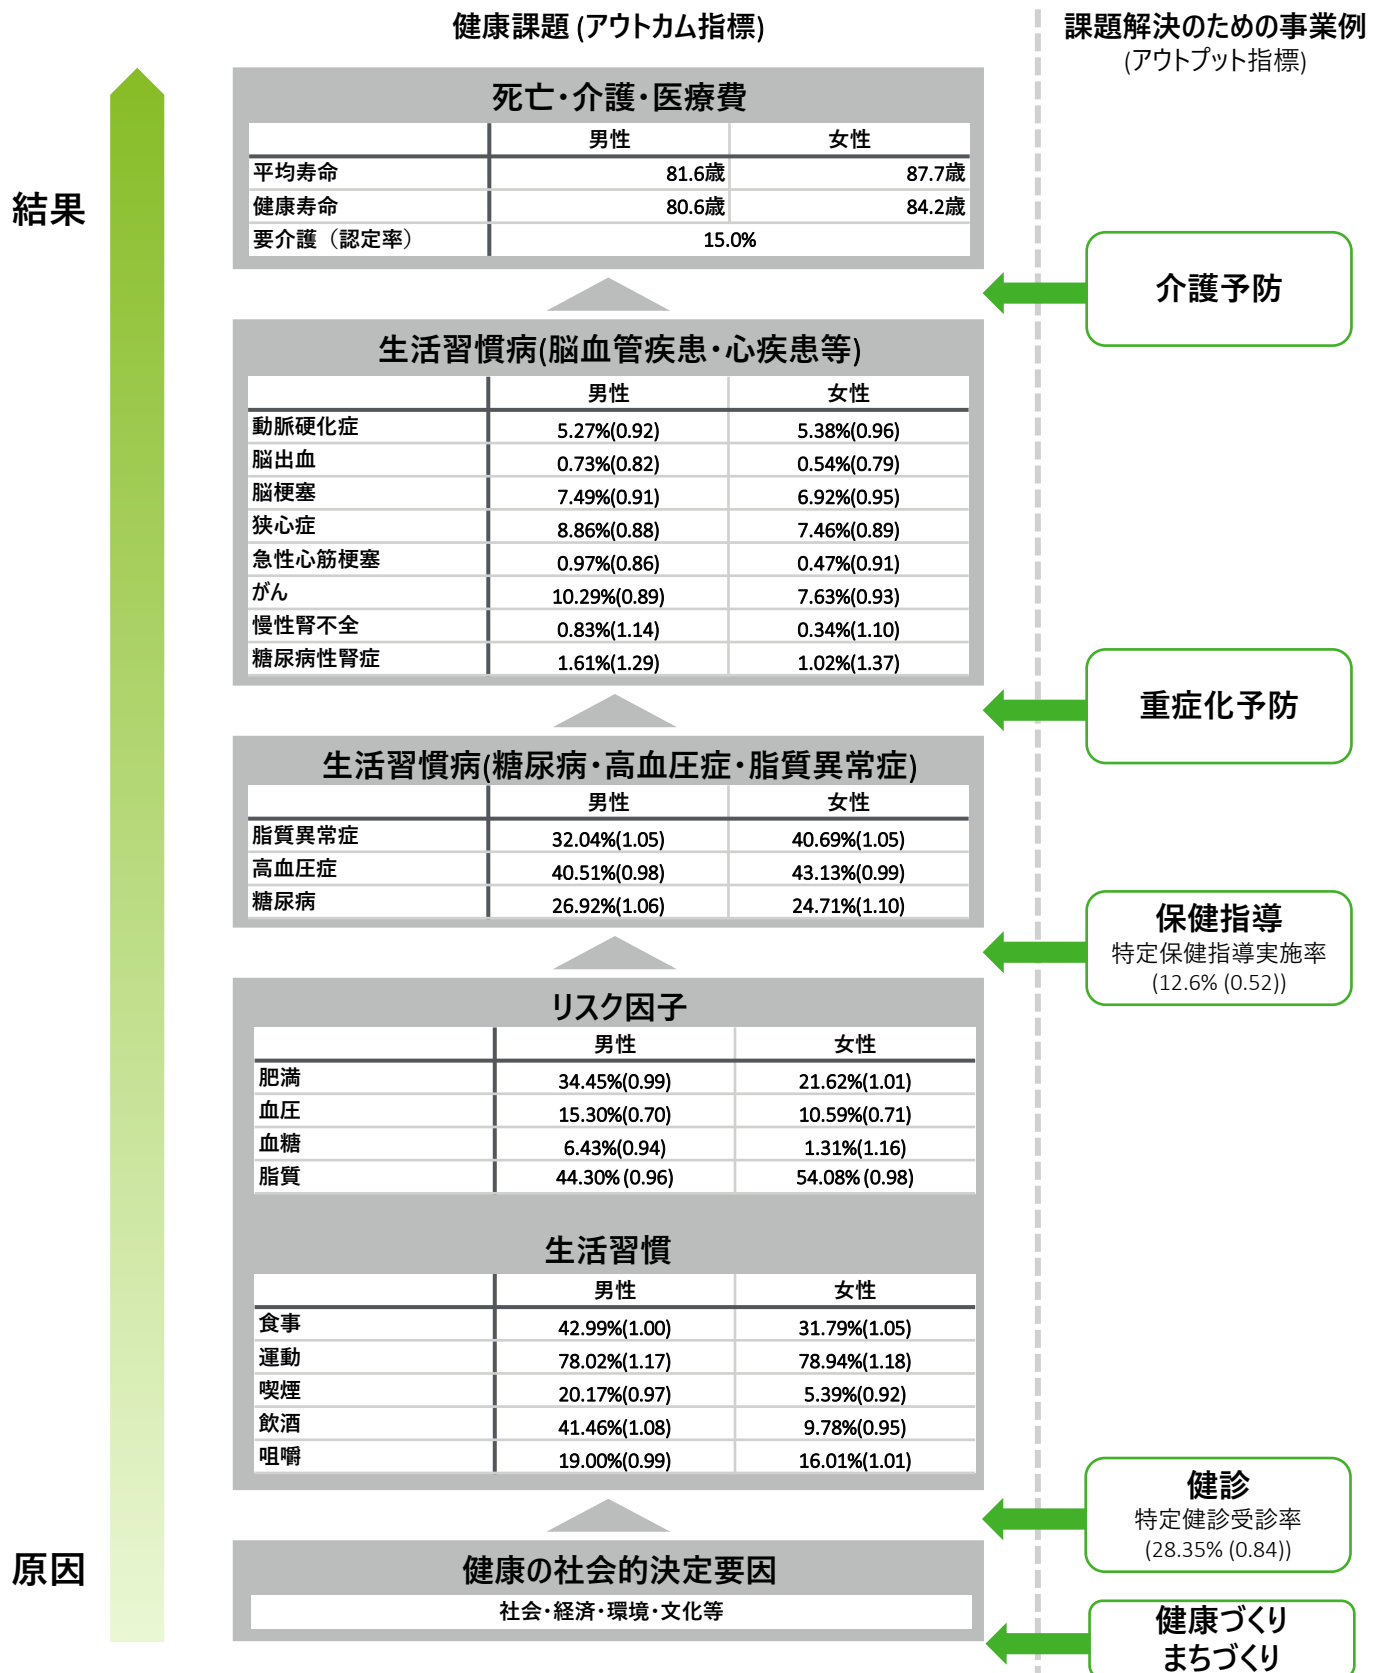 健康課題 (アウトカム指標)
課題解決のための事業例
(アウトプット指標)
結果
死亡・介護・医療費
男性 女性
平均寿命 81.6歳 87.7歳
健康寿命 80.6歳 84.2歳
要介護（認定率） 15.0%
介護予防
生活習慣病(脳血管疾患・心疾患等)
男性 女性
動脈硬化症 5.27%(0.92) 5.38%(0.96)
脳出血 0.73%(0.82) 0.54%(0.79)
脳梗塞 7.49%(0.91) 6.92%(0.95)
狭心症 8.86%(0.88) 7.46%(0.89)
急性心筋梗塞 0.97%(0.86) 0.47%(0.91)
がん 10.29%(0.89) 7.63%(0.93)
慢性腎不全 0.83%(1.14) 0.34%(1.10)
糖尿病性腎症 1.61%(1.29) 1.02%(1.37)
重症化予防
生活習慣病(糖尿病・高血圧症・脂質異常症)
男性 女性
脂質異常症 32.04%(1.05) 40.69%(1.05)
高血圧症 40.51%(0.98) 43.13%(0.99)
糖尿病 26.92%(1.06) 24.71%(1.10)
保健指導
特定保健指導実施率
(12.6% (0.52))
リスク因子
男性 女性
肥満 34.45%(0.99) 21.62%(1.01)
血圧 15.30%(0.70) 10.59%(0.71)
血糖 6.43%(0.94) 1.31%(1.16)
脂質 44.30% (0.96) 54.08% (0.98)
生活習慣
男性 女性
食事 42.99%(1.00) 31.79%(1.05)
運動 78.02%(1.17) 78.94%(1.18)
喫煙 20.17%(0.97) 5.39%(0.92)
飲酒 41.46%(1.08) 9.78%(0.95)
咀嚼 19.00%(0.99) 16.01%(1.01)
健診
特定健診受診率
(28.35% (0.84))
原因
健康の社会的決定要因
社会・経済・環境・文化等
健康づくり
まちづくり